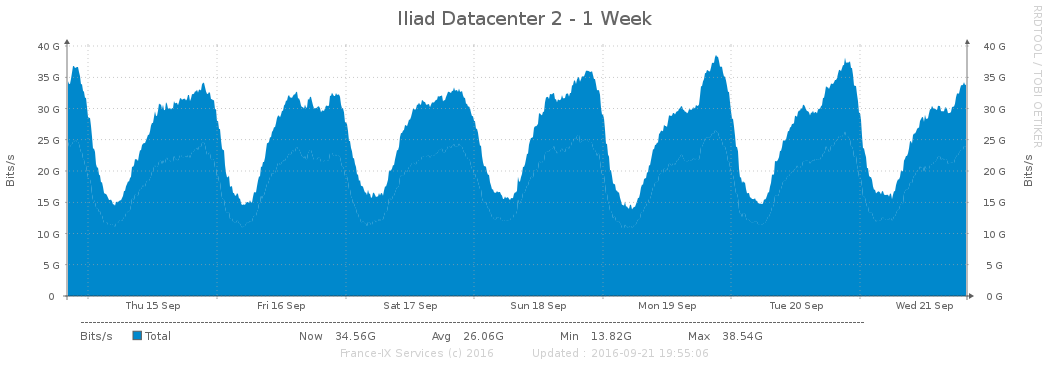 Iliad Datacenter 2 - 1 Week
RRDTOOL / TOBI OETIKER
Bits/s
Bits/s
40 G 40 G
35 G 35 G
30 G 30 G
25 G 25 G
20 G 20 G
15 G 15 G
10 G 10 G
5 G 5 G
0 0 G
Thu 15 Sep Fri 16 Sep Sat 17 Sep Sun 18 Sep Mon 19 Sep Tue 20 Sep Wed 21 Sep
Bits/s Total Now 34.56G Avg 26.06G Min 13.82G Max 38.54G
France-IX Services (c) 2016 Updated : 2016-09-21 19:55:06